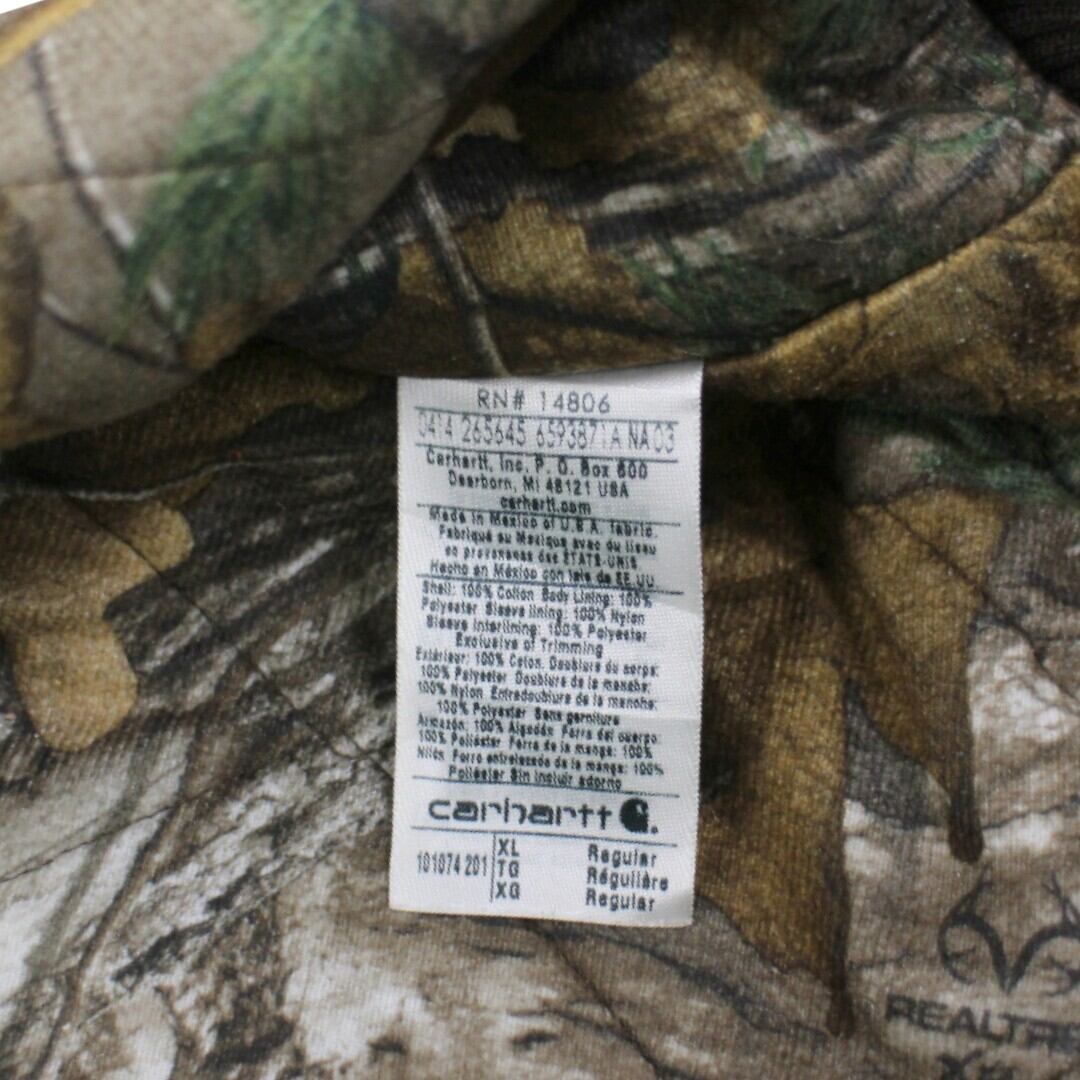 RN# 14806
0414 265645 6593871A NA 03
Carhartt, Inc. P. O. Box 600
Dearborn, MI 48121 USA
carhartt.com
Made in Mexico of U.S.A. fabric.
Fabriqué au Mexique avec du tissu
en provenance des ÉTATS-UNIS
Hecho en México con tela de EE.UU.
Shell: 100% Cotton Body Lining: 100%
Polyester Sleeve lining: 100% Nylon
Sleeve Interlining: 100% Polyester
Exclusive of Trimming
Extérieur: 100% Coton. Doublure du corps:
100% Polyester Doublure de la manche:
100% Nylon Entredoublure de la manche:
100% Polyester Sans garniture
Armazón: 100% Algodón Forro del cuerpo:
100% Poliéster Forro de la manga: 100%
Nilón Forro entrelazado de la manga: 100%
Poliéster Sin incluir adorno
carhartt
101074 201 XL Regular
TG Régulière
XG Regular
REALTREE